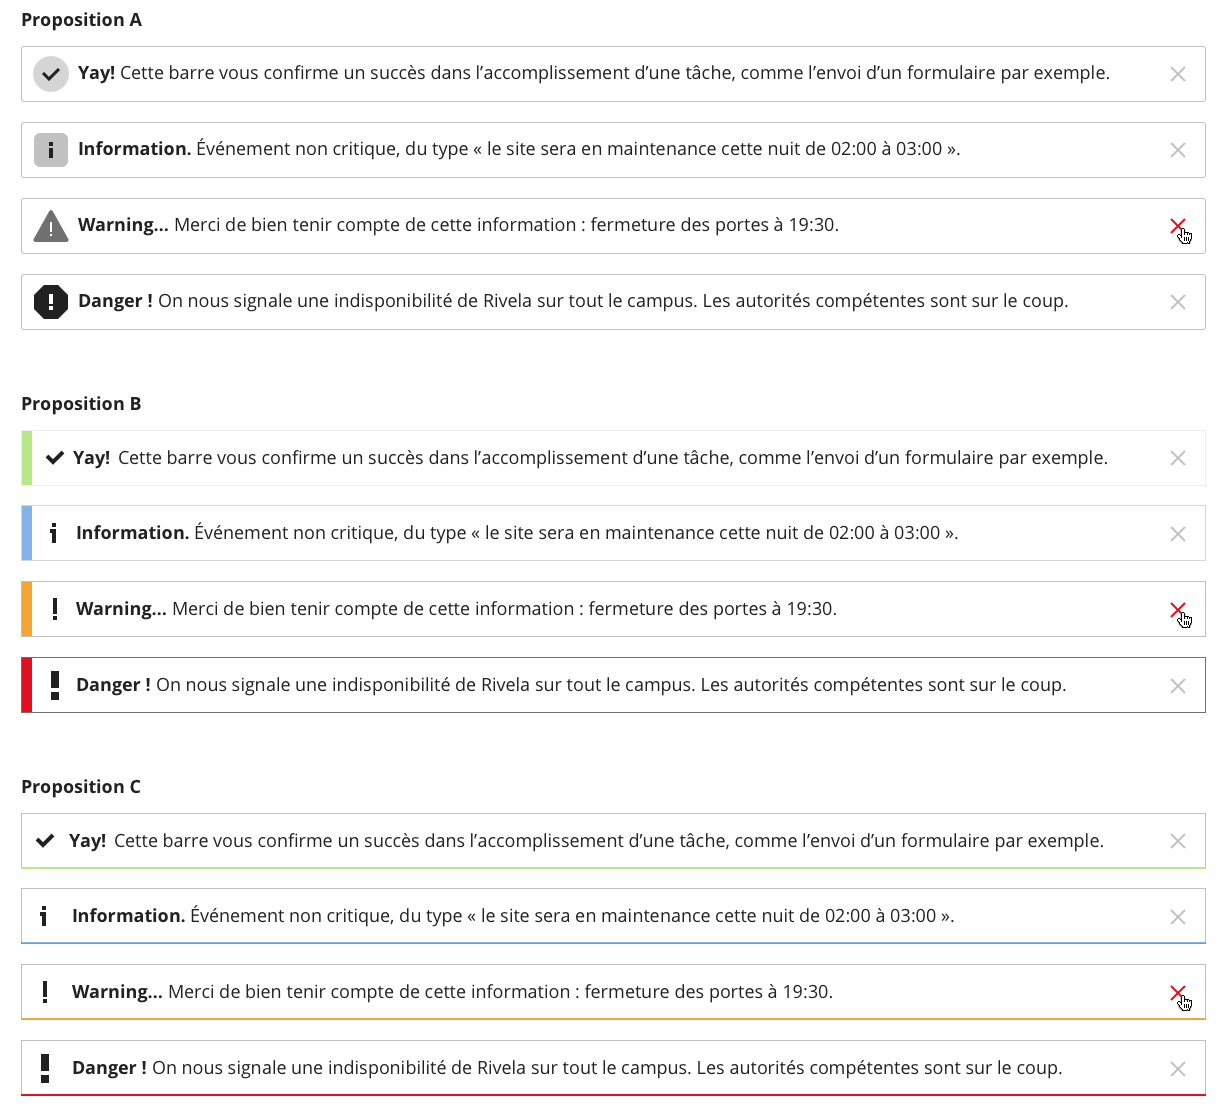 Proposition A
Yay! Cette barre vous confirme un succès dans l’accomplissement d’une tâche, comme l’envoi d’un formulaire par exemple.
Information. Événement non critique, du type « le site sera en maintenance cette nuit de 02:00 à 03:00 ».
Warning... Merci de bien tenir compte de cette information : fermeture des portes à 19:30.
Danger ! On nous signale une indisponibilité de Rivela sur tout le campus. Les autorités compétentes sont sur le coup.
Proposition B
Yay! Cette barre vous confirme un succès dans l’accomplissement d’une tâche, comme l’envoi d’un formulaire par exemple.
Information. Événement non critique, du type « le site sera en maintenance cette nuit de 02:00 à 03:00 ».
Warning... Merci de bien tenir compte de cette information : fermeture des portes à 19:30.
Danger ! On nous signale une indisponibilité de Rivela sur tout le campus. Les autorités compétentes sont sur le coup.
Proposition C
Yay! Cette barre vous confirme un succès dans l’accomplissement d’une tâche, comme l’envoi d’un formulaire par exemple.
Information. Événement non critique, du type « le site sera en maintenance cette nuit de 02:00 à 03:00 ».
Warning... Merci de bien tenir compte de cette information : fermeture des portes à 19:30.
Danger ! On nous signale une indisponibilité de Rivela sur tout le campus. Les autorités compétentes sont sur le coup.